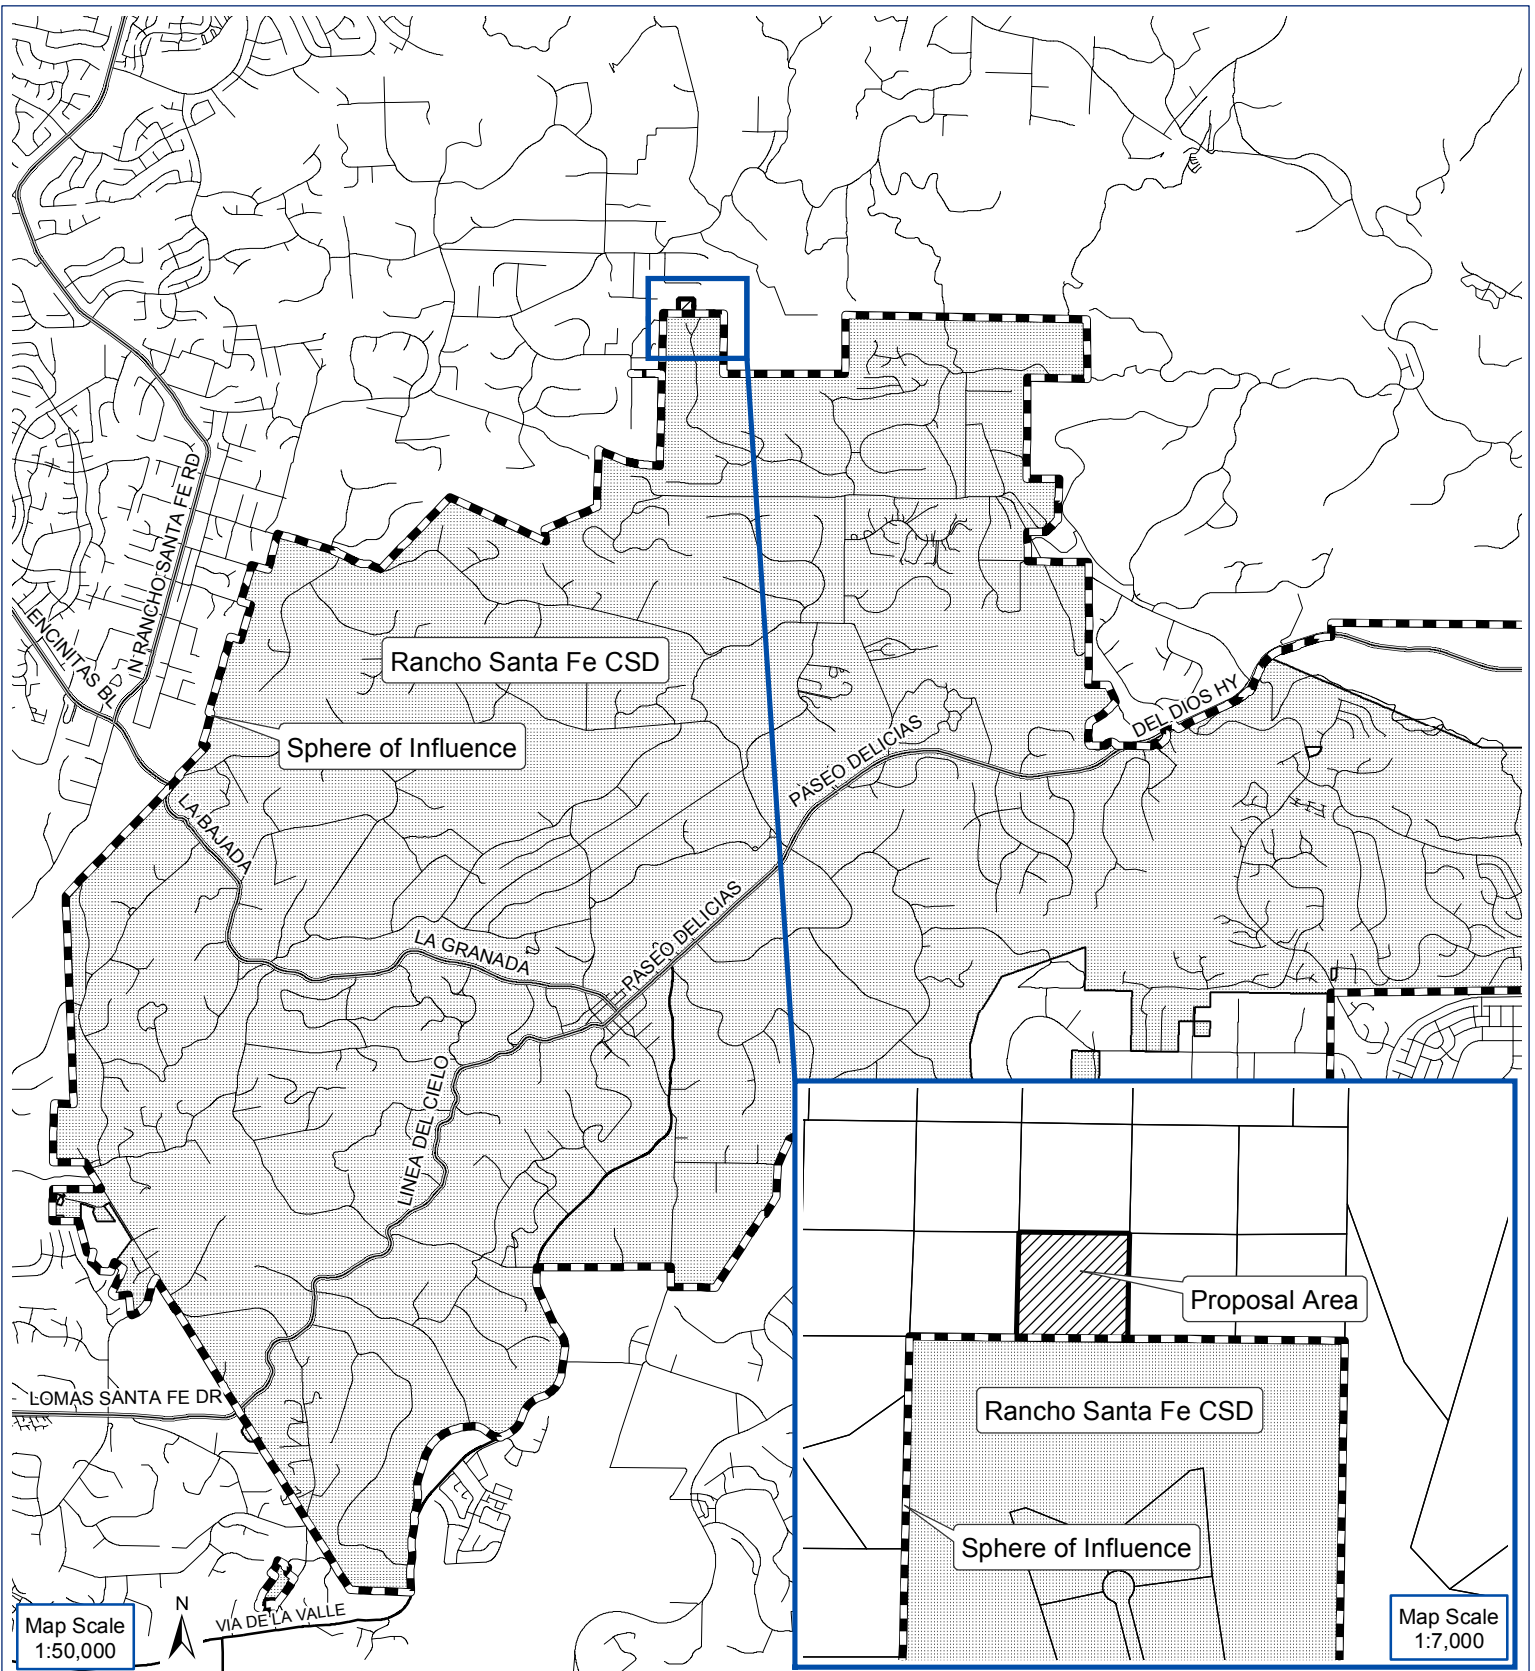 N RANCHO SANTA FE RD
ENCINITAS BL
Rancho Santa Fe CSD
Sphere of Influence
DEL DIOS HY
PASEO DELICIAS
LA BAJADA
PASEO DELICIAS
LA GRANADA
LINEA DEL CIELO
Proposal Area
LOMAS SANTA FE DR
Rancho Santa Fe CSD
Sphere of Influence
N
VIA DE LA VALLE
Map Scale
1:50,000
Map Scale
1:7,000